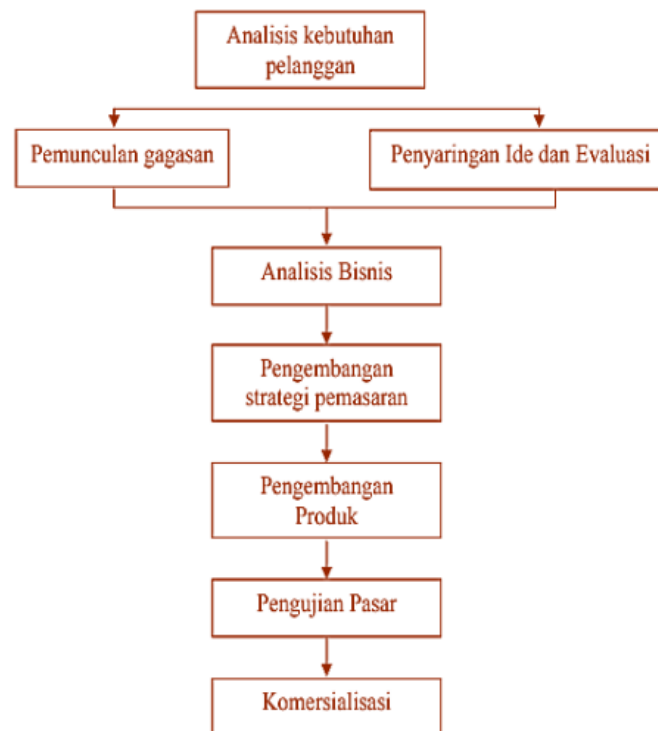 Analisis kebutuhan
pelanggan
Pemunculan gagasan
Penyaringan Ide dan Evaluasi
Analisis Bisnis
Pengembangan
strategi pemasaran
Pengembangan
Produk
Pengujian Pasar
Komersialisasi